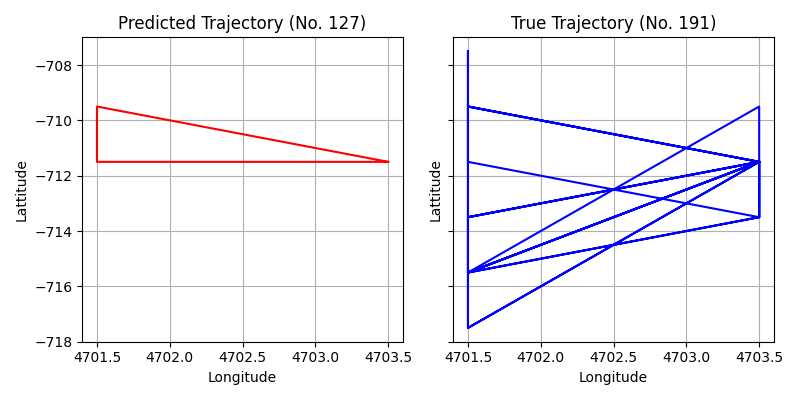 Predicted Trajectory (No. 127)
True Trajectory (No. 191)
Lattitude
−708
−710
−712
−714
−716
−718
4701.5 4702.0 4702.5 4703.0 4703.5
Longitude
Lattitude
4701.5 4702.0 4702.5 4703.0 4703.5
Longitude